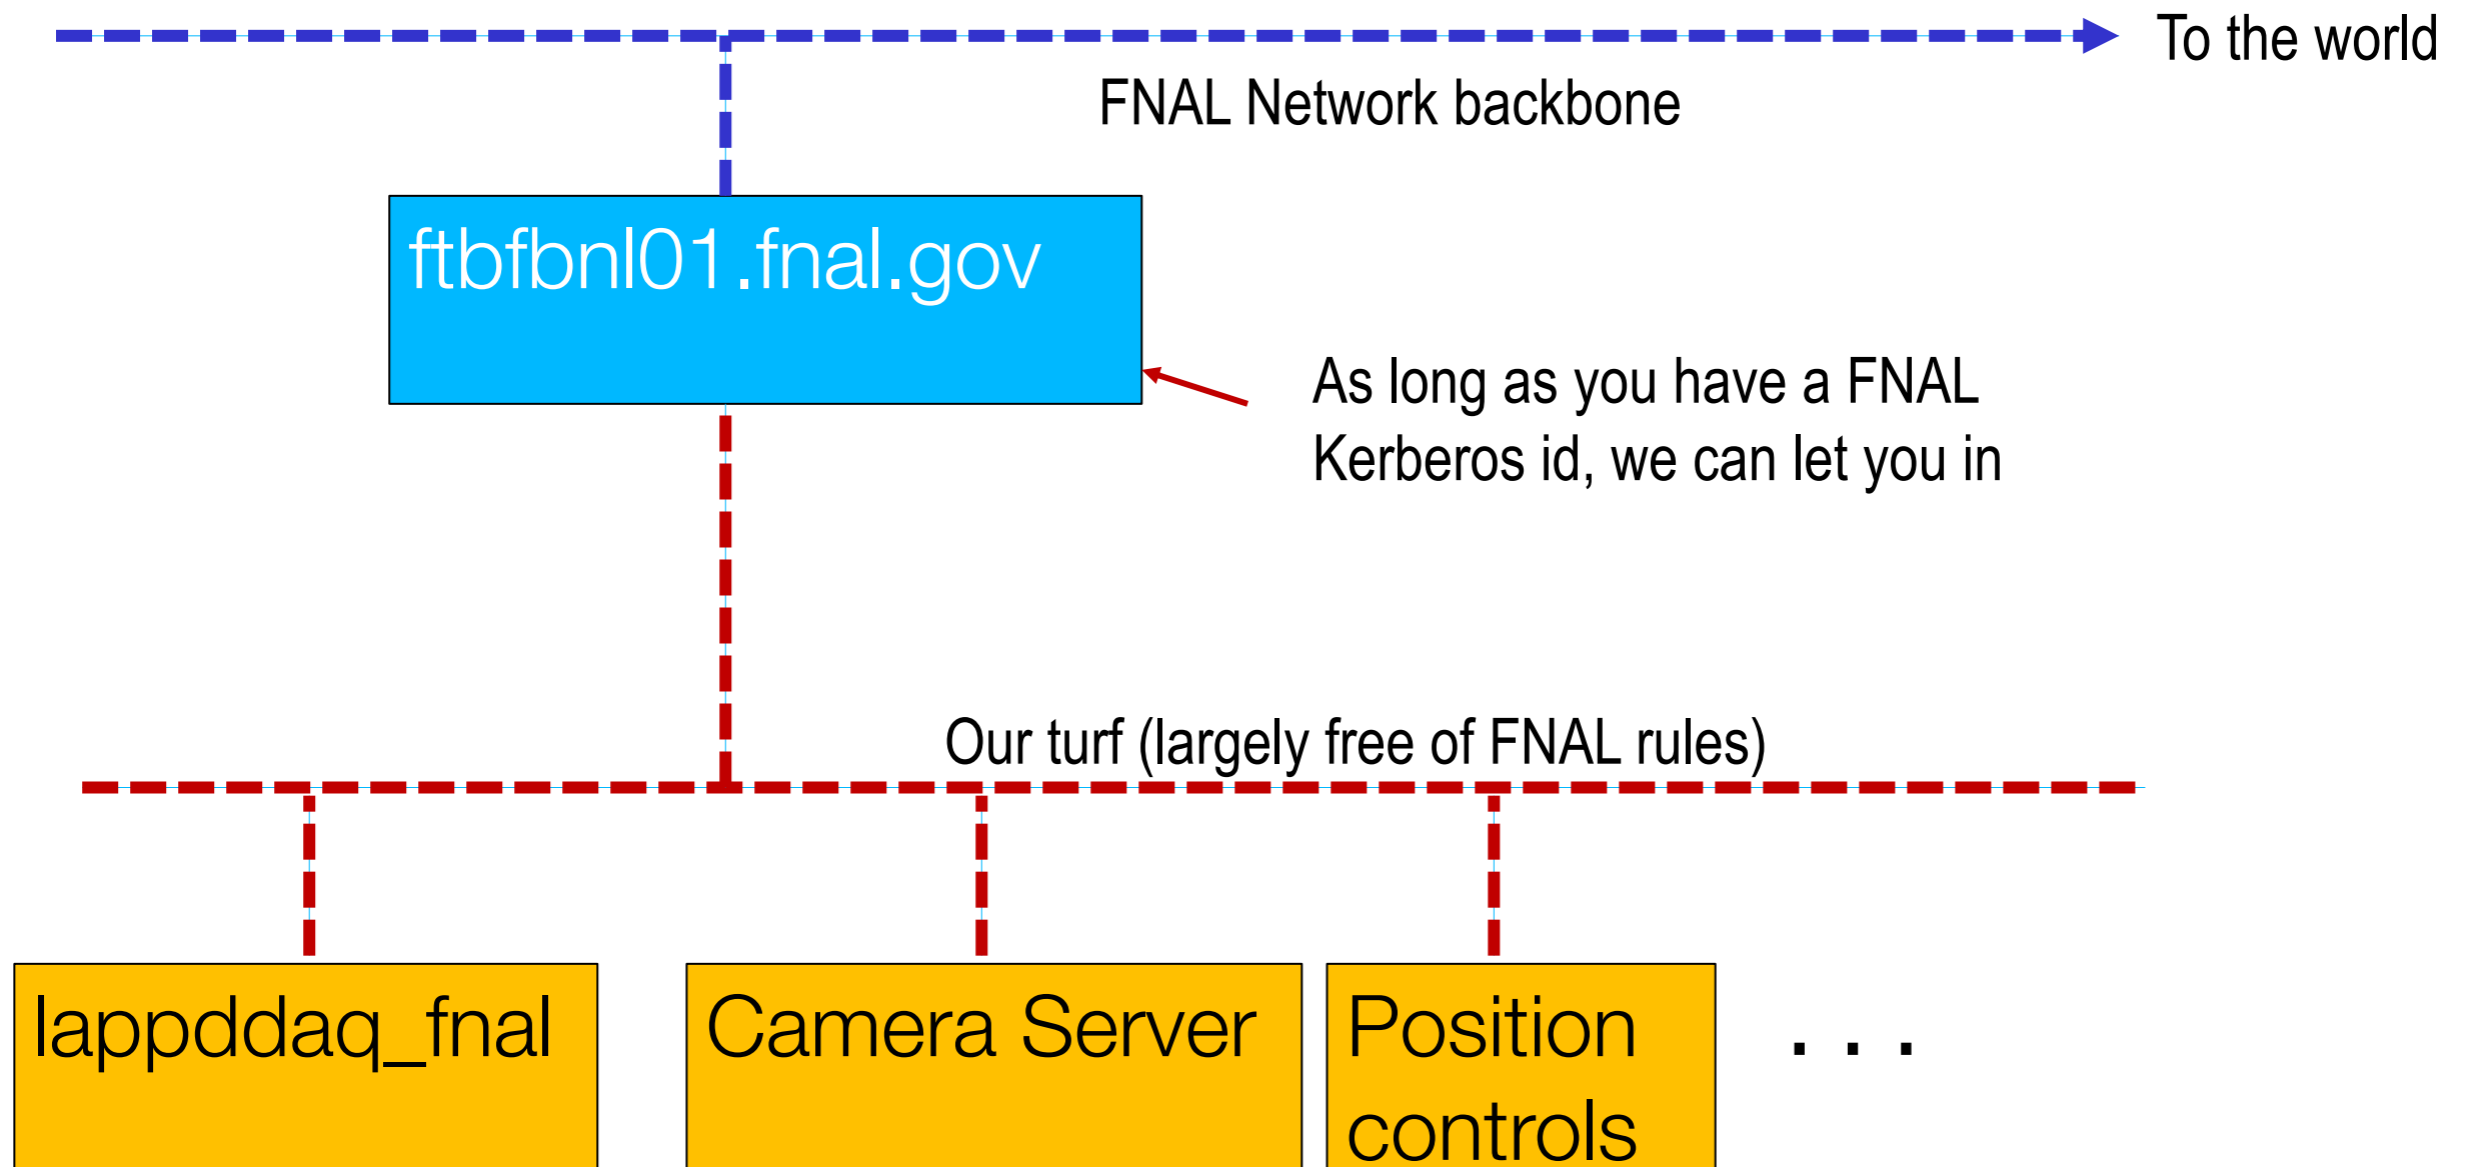 To the world
FNAL Network backbone
ftbfbnl01.fnal.gov
As long as you have a FNAL
Kerberos id, we can let you in
Our turf (largely free of FNAL rules)
lappddaq_fnal
Camera Server
Position
controls
. . .